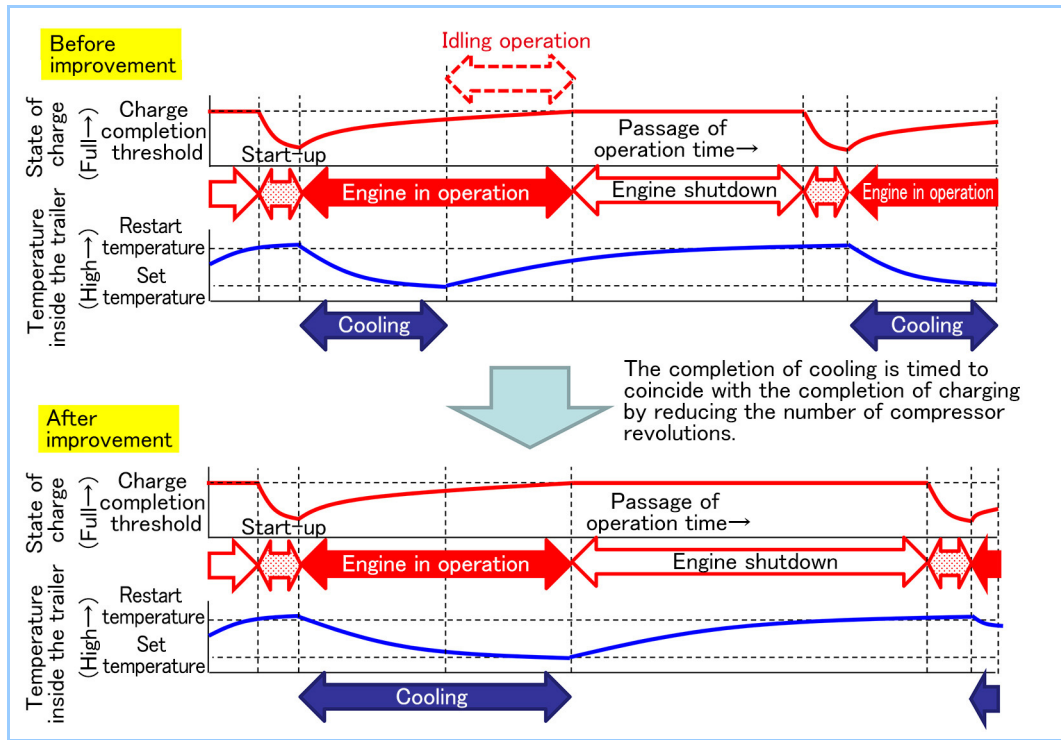 Before
improvement
Idling operation
State of
charge
(Full→)
Charge
completion
threshold
Start-up
Passage of
operation time→
Engine in operation
Engine shutdown
Engine in operation
Temperature
inside the trailer
(High→)
Restart
temperature
Set
temperature
Cooling
Cooling
The completion of cooling is timed to
coincide with the completion of charging
by reducing the number of compressor
revolutions.
After
improvement
State of
charge
(Full→)
Charge
completion
threshold
Start-up
Passage of
operation time→
Engine in operation
Engine shutdown
Temperature
inside the trailer
(High→)
Restart
temperature
Set
temperature
Cooling